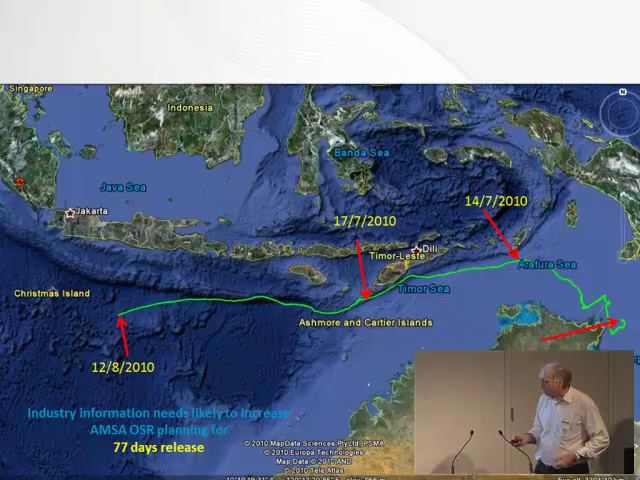 Singapore
Indonesia
Banda Sea
Java Sea
Jakarta
14/7/2010
17/7/2010
Dili
Timor-Leste
Arafura Sea
Timor Sea
Christmas Island
Ashmore and Cartier Islands
12/8/2010
Industry information needs likely to increase
AMSA OSR planning for
77 days release
© 2010 MapData Sciences PtyLtd, PSMA
© 2010 Europa Technologies
Map Data © 2010 AND
© 2010 Tele Atlas
N